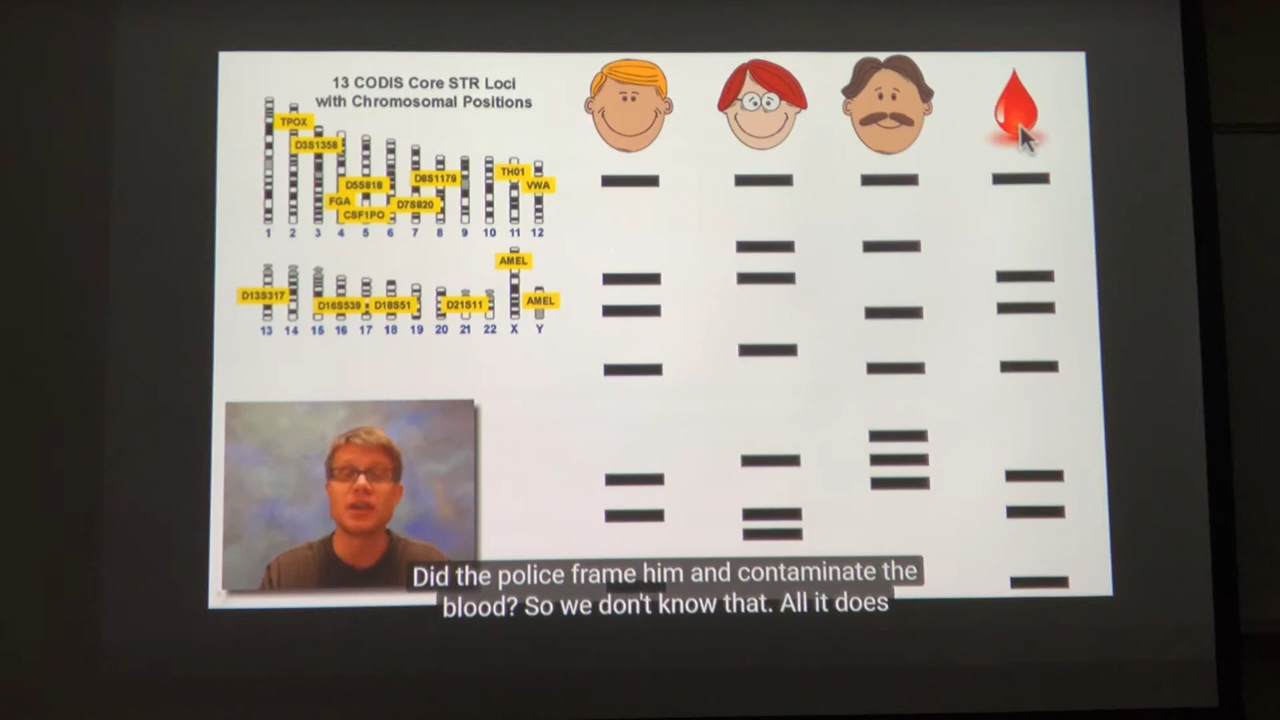 13 CODIS Core STR Loci
with Chromosomal Positions
TPOX
D3S1358
D5S818
FGA
CSF1PO
D8S1179
D7S820
TH01
VWA
1 2 3 4 5 6 7 8 9 10 11 12
AMEL
D13S317
D16S539
D18S51
D21S11
AMEL
13 14 15 16 17 18 19 20 21 22 X Y
Did the police frame him and contaminate the
blood? So we don't know that. All it does